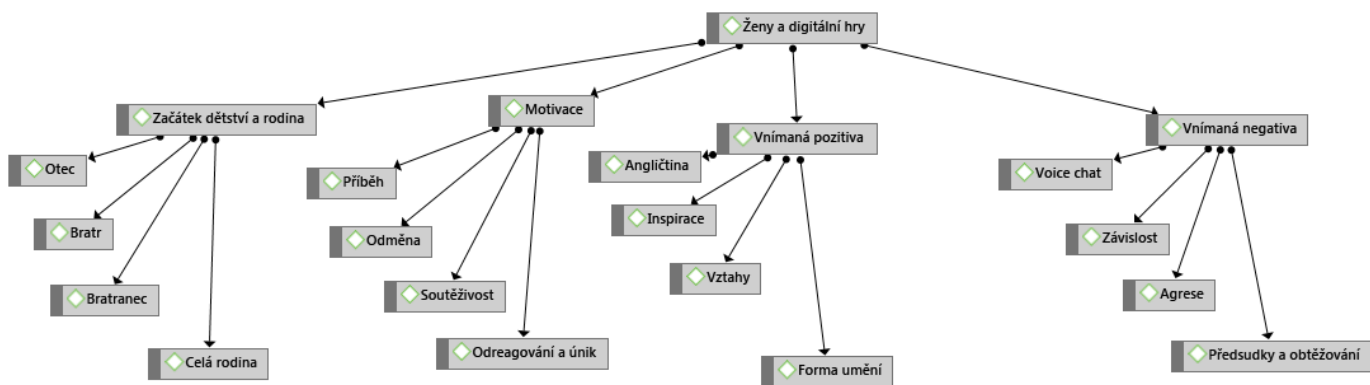 Ženy a digitální hry
Začátek dětství a rodina
Otec
Bratr
Bratranec
Celá rodina
Motivace
Příběh
Odměna
Soutěživost
Odreagování a únik
Vnímaná pozitiva
Angličtina
Inspirace
Vztahy
Forma umění
Vnímaná negativa
Voice chat
Závislost
Agrese
Předsudky a obtěžování